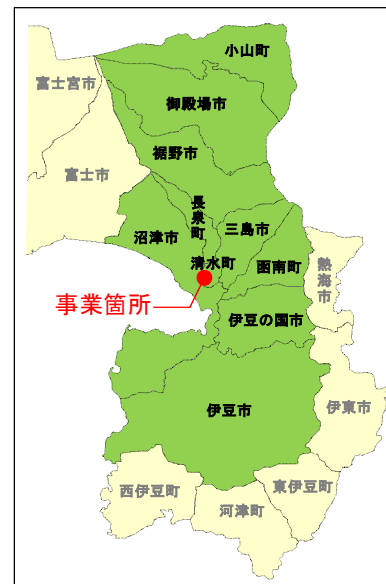 小山町
富士宮市
御殿場市
裾野市
富士市
長泉町
三島市
沼津市
清水町
函南町
熱海市
事業箇所
伊豆の国市
伊豆市
伊東市
西伊豆町
東伊豆町
河津町